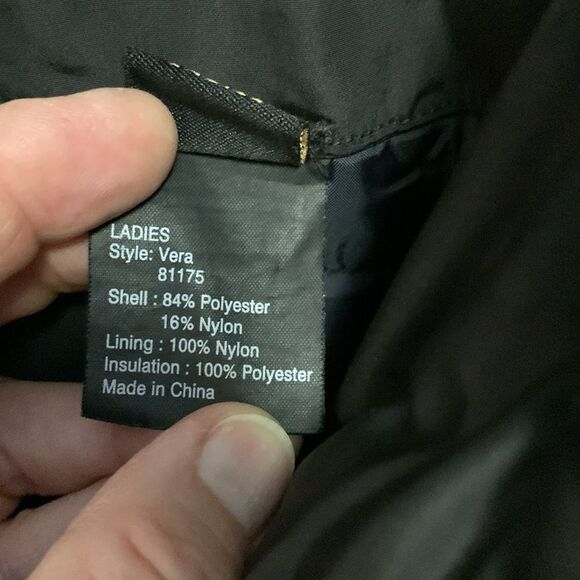 LADIES
Style: Vera
81175
Shell : 84% Polyester
16% Nylon
Lining : 100% Nylon
Insulation : 100% Polyester
Made in China